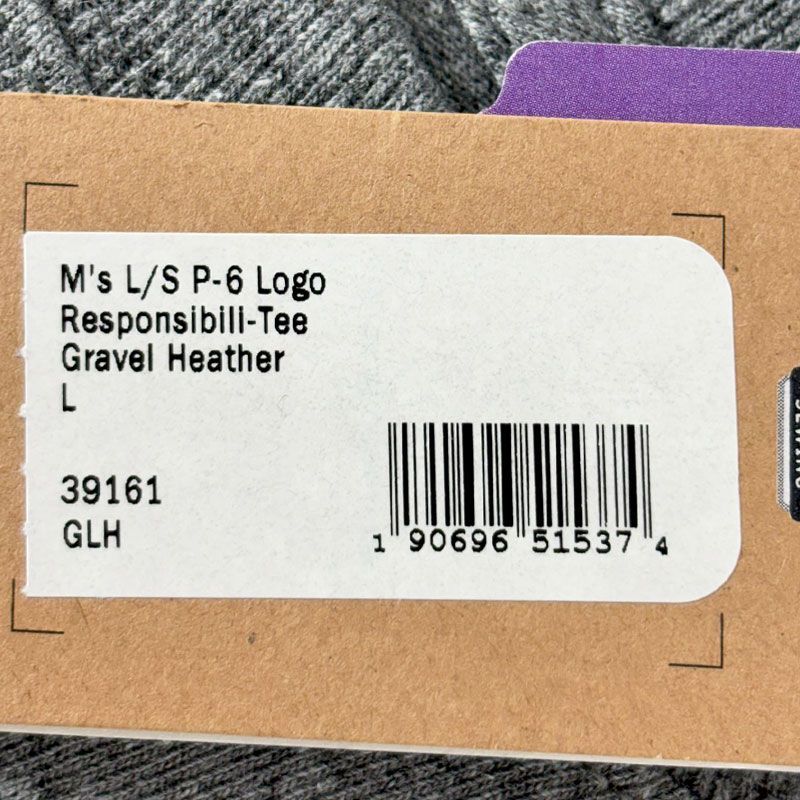 M's L/S P-6 Logo
Responsibili-Tee
Gravel Heather
L
39161
GLH
1 90696 51537 4